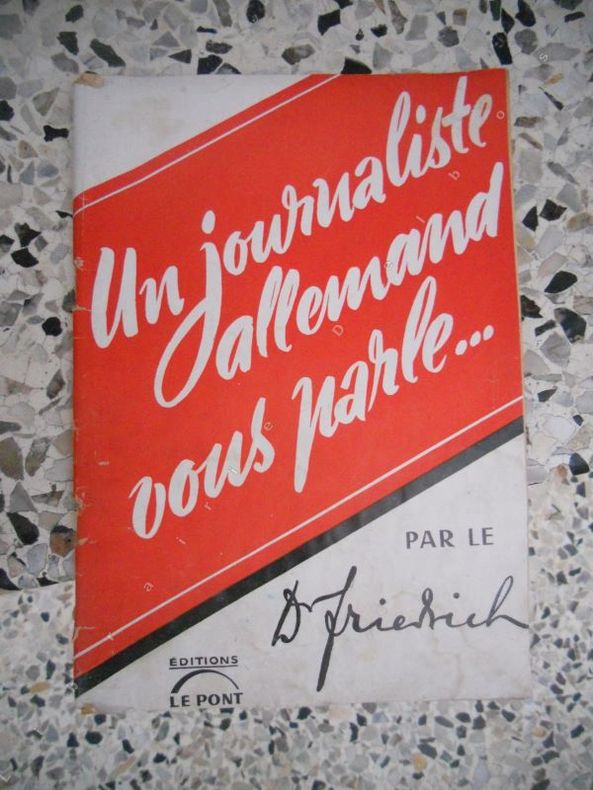 Un journaliste
allemand
vous parle...
PAR LE
Dr Friedrich
ÉDITIONS
LE PONT